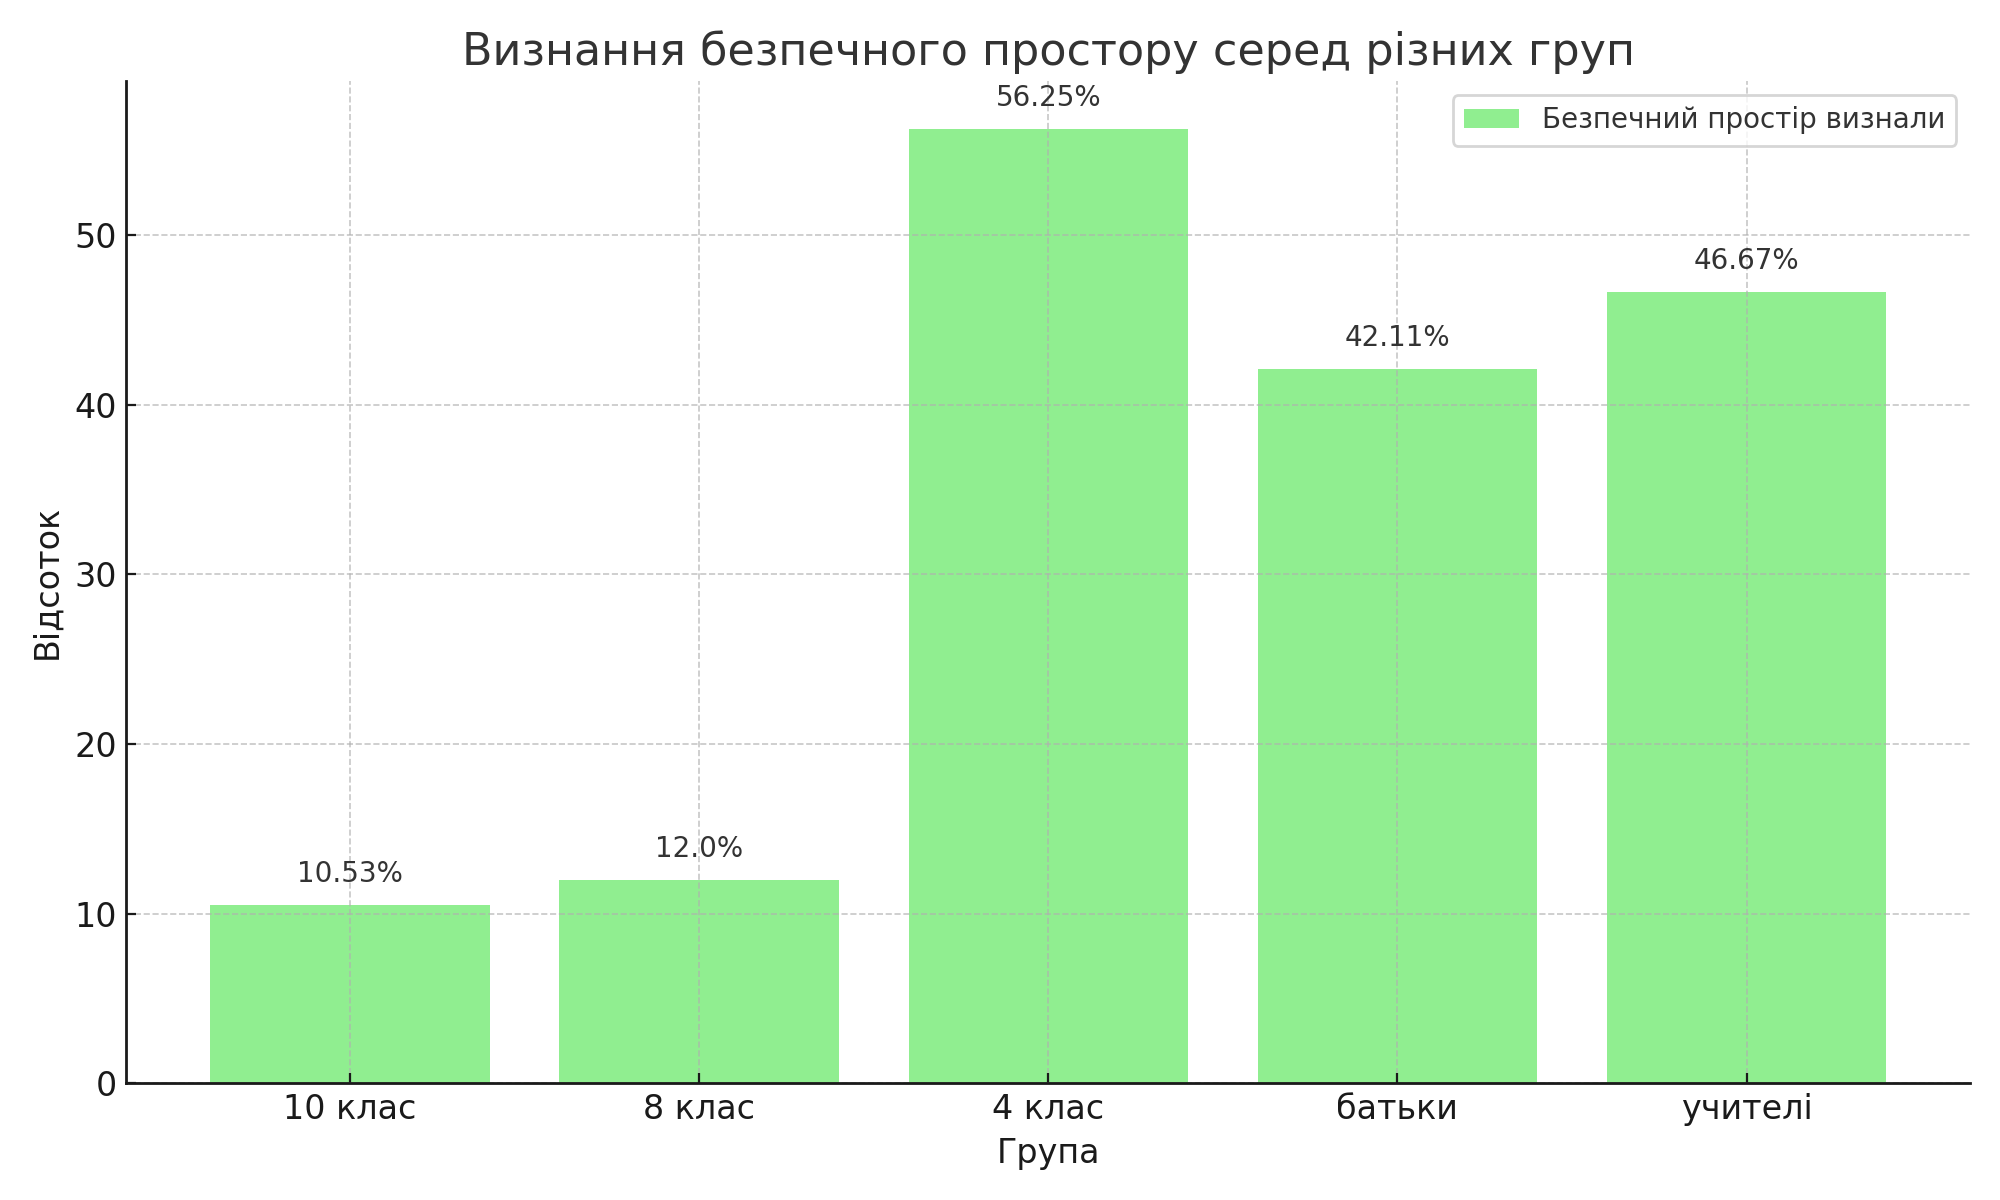 Визнання безпечного простору серед різних груп
Безпечний простір визнали
56.25%
46.67%
42.11%
12.0%
10.53%
Відсоток
50
40
30
20
10
0
10 клас
8 клас
4 клас
батьки
учителі
Група